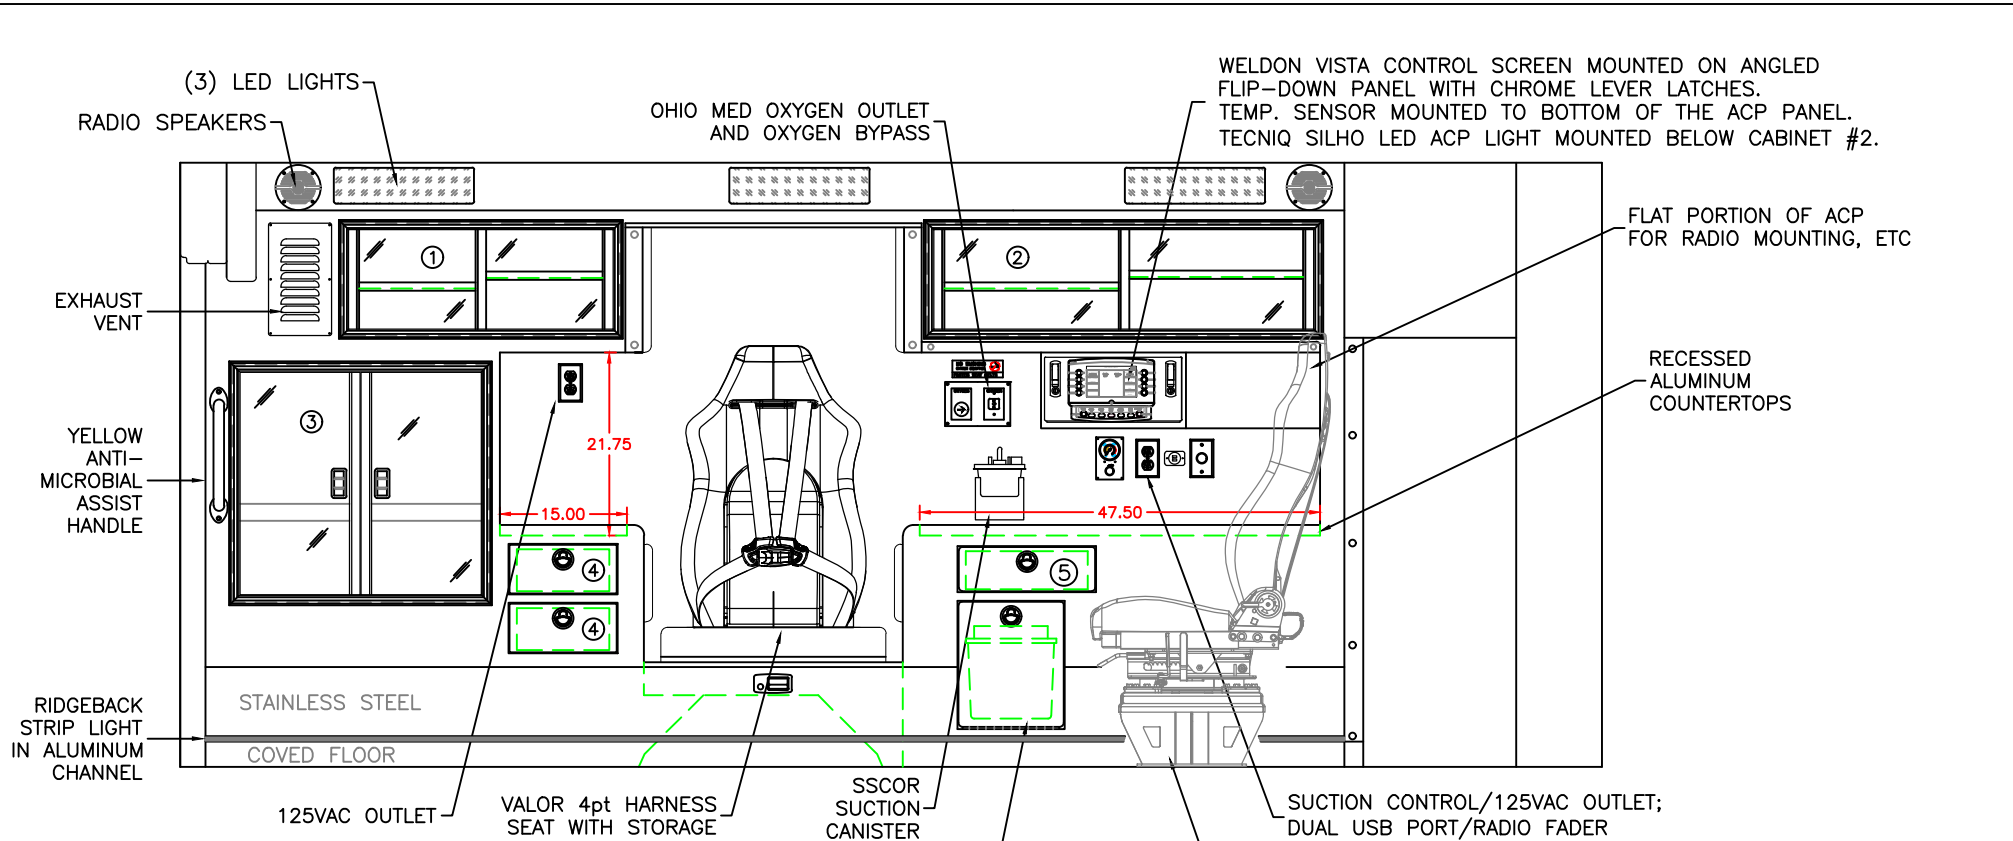 (3) LED LIGHTS
RADIO SPEAKERS
OHIO MED OXYGEN OUTLET
AND OXYGEN BYPASS
WELDON VISTA CONTROL SCREEN MOUNTED ON ANGLED
FLIP-DOWN PANEL WITH CHROME LEVER LATCHES.
TEMP. SENSOR MOUNTED TO BOTTOM OF THE ACP PANEL.
TECNIQ SILHO LED ACP LIGHT MOUNTED BELOW CABINET #2.
FLAT PORTION OF ACP
FOR RADIO MOUNTING, ETC
1
2
EXHAUST
VENT
RECESSED
ALUMINUM
COUNTERTOPS
3
YELLOW
ANTI-
MICROBIAL
ASSIST
HANDLE
21.75
15.00
47.50
4
5
4
STAINLESS STEEL
RIDGEBACK
STRIP LIGHT
IN ALUMINUM
CHANNEL
COVED FLOOR
125VAC OUTLET
VALOR 4pt HARNESS
SEAT WITH STORAGE
SSCOR
SUCTION
CANISTER
SUCTION CONTROL/125VAC OUTLET;
DUAL USB PORT/RADIO FADER